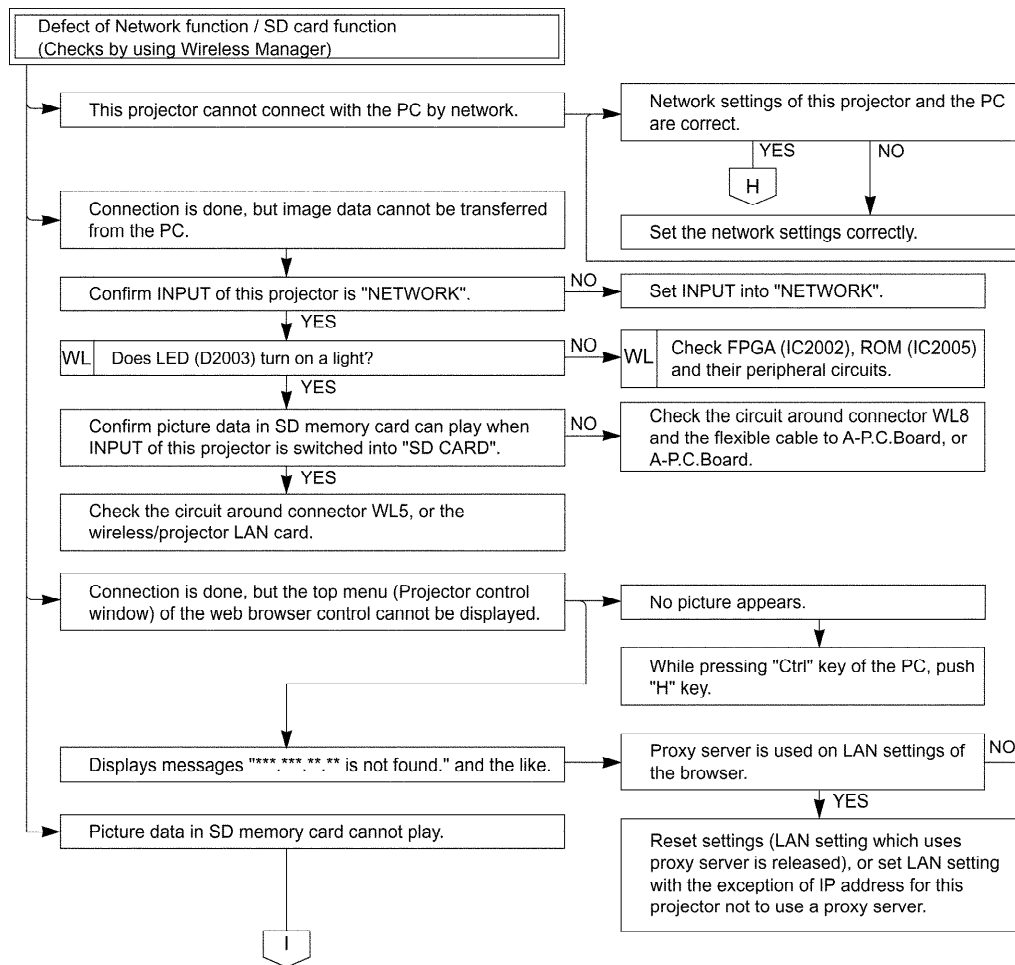 Defect of Network function / SD card function
(Checks by using Wireless Manager)
This projector cannot connect with the PC by network.
Network settings of this projector and the PC
are correct.
YES
NO
H
Set the network settings correctly.
Connection is done, but image data cannot be transferred
from the PC.
Confirm INPUT of this projector is "NETWORK".
NO
Set INPUT into "NETWORK".
YES
WL
Does LED (D2003) turn on a light?
NO
WL
Check FPGA (IC2002), ROM (IC2005)
and their peripheral circuits.
YES
Confirm picture data in SD memory card can play when
INPUT of this projector is switched into "SD CARD".
NO
Check the circuit around connector WL8
and the flexible cable to A-P.C.Board, or
A-P.C.Board.
YES
Check the circuit around connector WL5, or the
wireless/projector LAN card.
Connection is done, but the top menu (Projector control
window) of the web browser control cannot be displayed.
No picture appears.
While pressing "Ctrl" key of the PC, push
"H" key.
Displays messages "***.***.**.** is not found." and the like.
Proxy server is used on LAN settings of
the browser.
NO
YES
Reset settings (LAN setting which uses
proxy server is released), or set LAN setting
with the exception of IP address for this
projector not to use a proxy server.
Picture data in SD memory card cannot play.
I